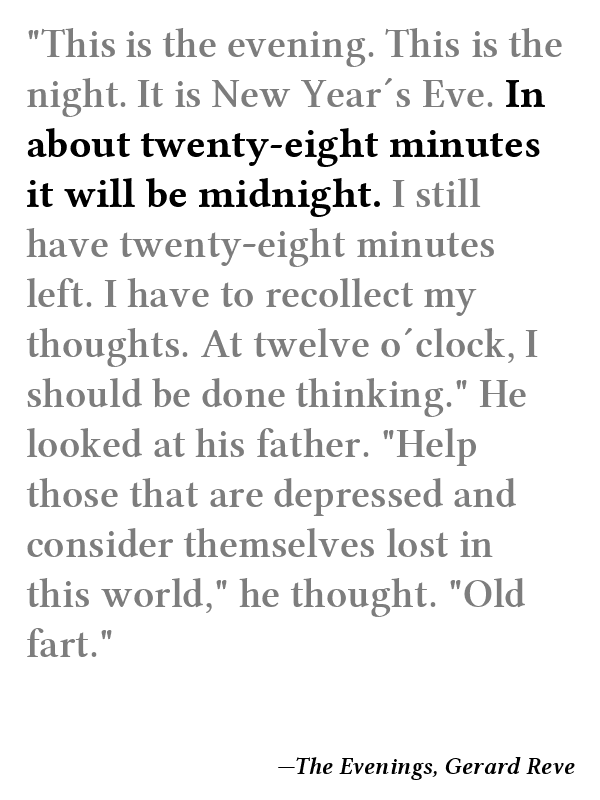 "This is the evening. This is the
night. It is New Year´s Eve. In
about twenty-eight minutes
it will be midnight. I still
have twenty-eight minutes
left. I have to recollect my
thoughts. At twelve o´clock, I
should be done thinking." He
looked at his father. "Help
those that are depressed and
consider themselves lost in
this world," he thought. "Old
fart."
—The Evenings, Gerard Reve